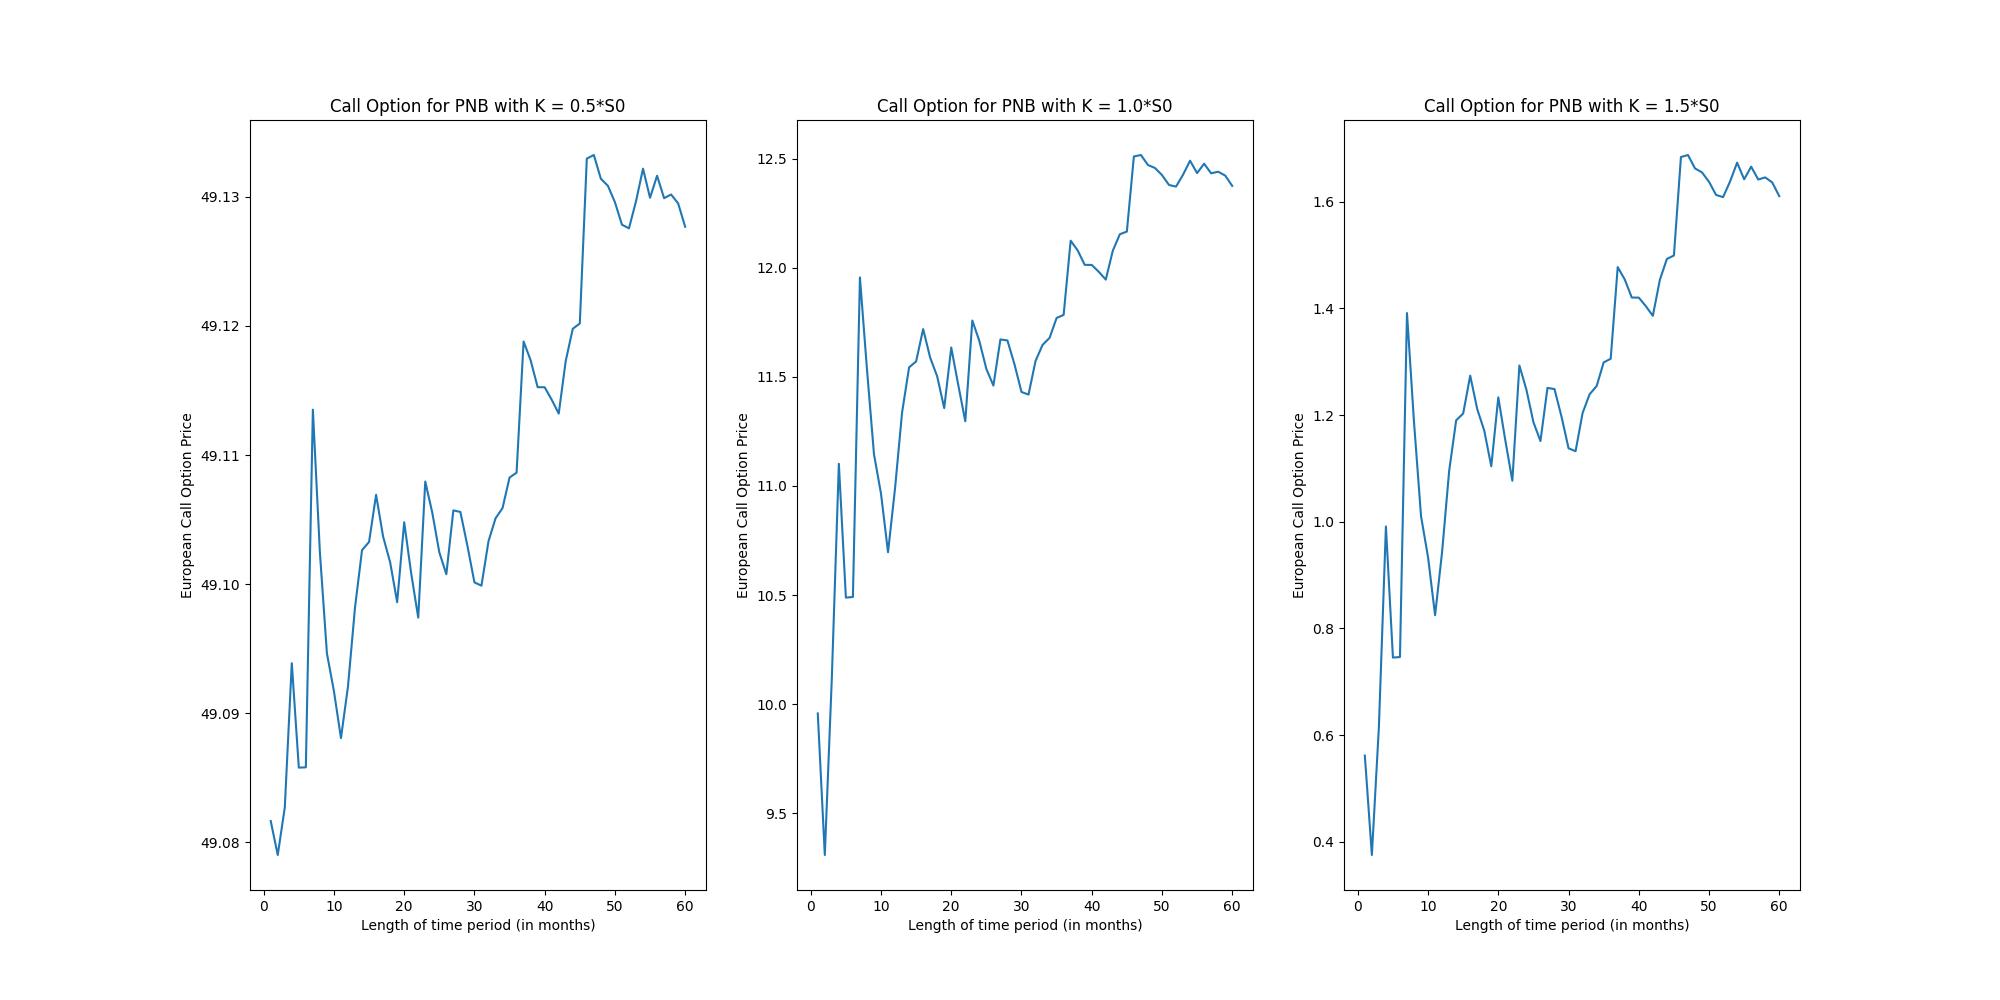 Call Option for PNB with K = 0.5*S0
European Call Option Price
49.13
49.12
49.11
49.10
49.09
49.08
0 10 20 30 40 50 60
Length of time period (in months)
Call Option for PNB with K = 1.0*S0
European Call Option Price
12.5
12.0
11.5
11.0
10.5
10.0
9.5
0 10 20 30 40 50 60
Length of time period (in months)
Call Option for PNB with K = 1.5*S0
European Call Option Price
1.6
1.4
1.2
1.0
0.8
0.6
0.4
0 10 20 30 40 50 60
Length of time period (in months)